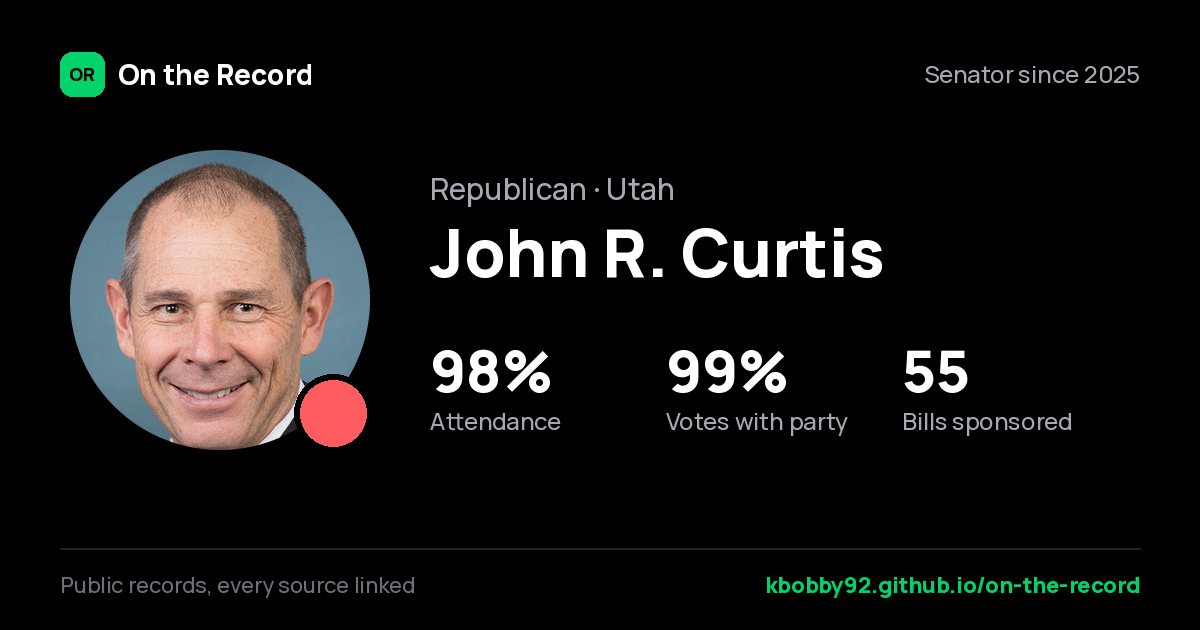 OR On the Record
Senator since 2025
Republican · Utah
John R. Curtis
98% 99% 55
Attendance Votes with party Bills sponsored
Public records, every source linked
kbobby92.github.io/on-the-record